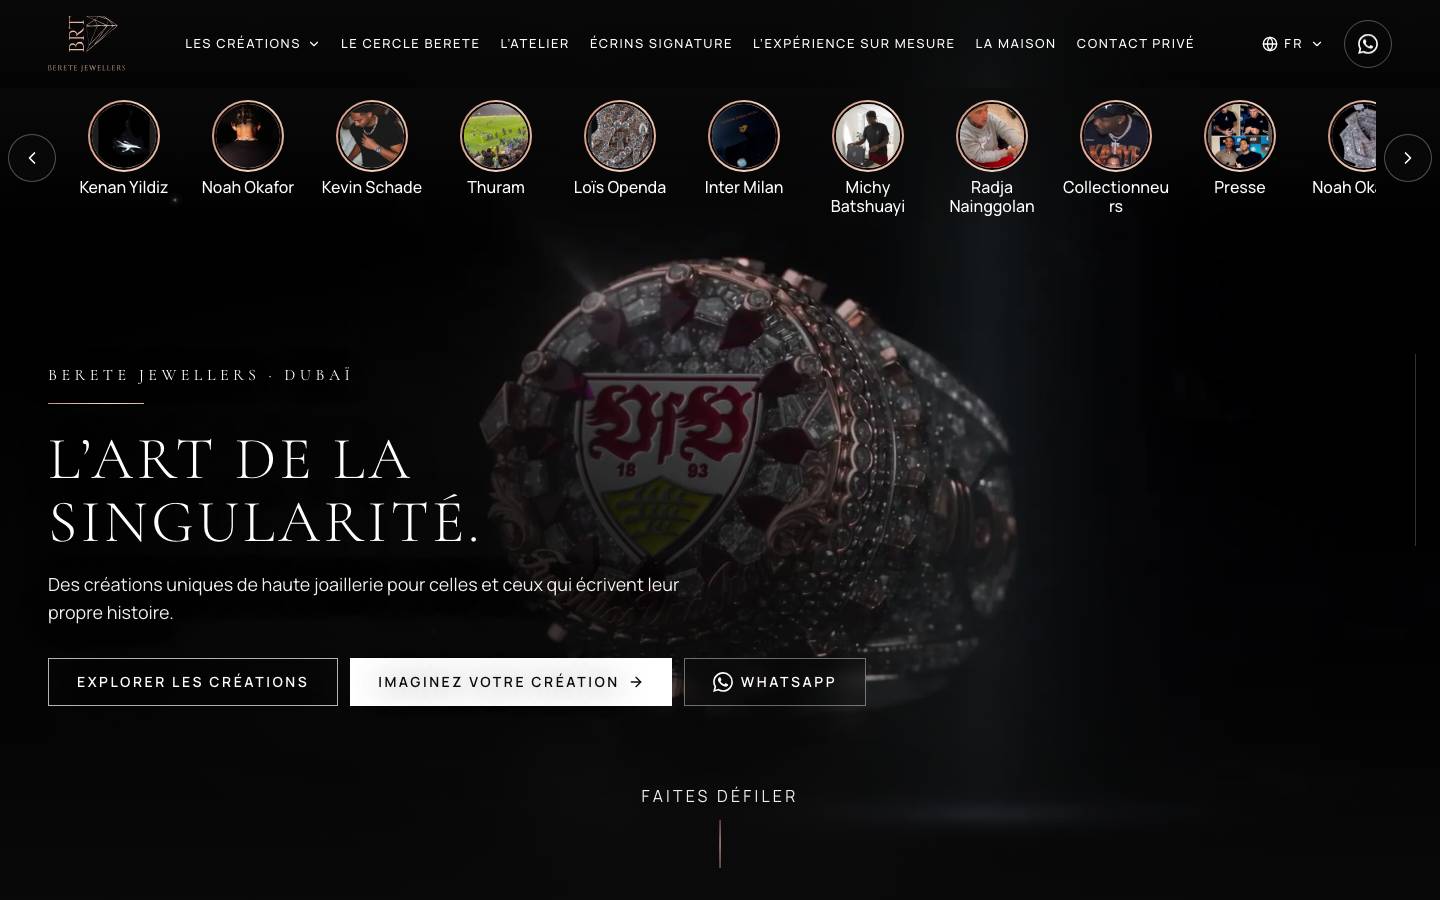 BRT
BERETE JEWELLERS
LES CRÉATIONS
LE CERCLE BERETE
L'ATELIER
ÉCRINS SIGNATURE
L'EXPÉRIENCE SUR MESURE
LA MAISON
CONTACT PRIVÉ
FR
Kenan Yildiz
Noah Okafor
Kevin Schade
Thuram
Loïs Openda
Inter Milan
Michy
Batshuayi
Radja
Nainggolan
Collectionneu
rs
Presse
Noah Ok
BERETE JEWELLERS · DUBAÏ
L’ART DE LA
SINGULARITÉ.
VfB
18 93
Des créations uniques de haute joaillerie pour celles et ceux qui écrivent leur
propre histoire.
EXPLORER LES CRÉATIONS
IMAGINEZ VOTRE CRÉATION
WHATSAPP
FAITES DÉFILER